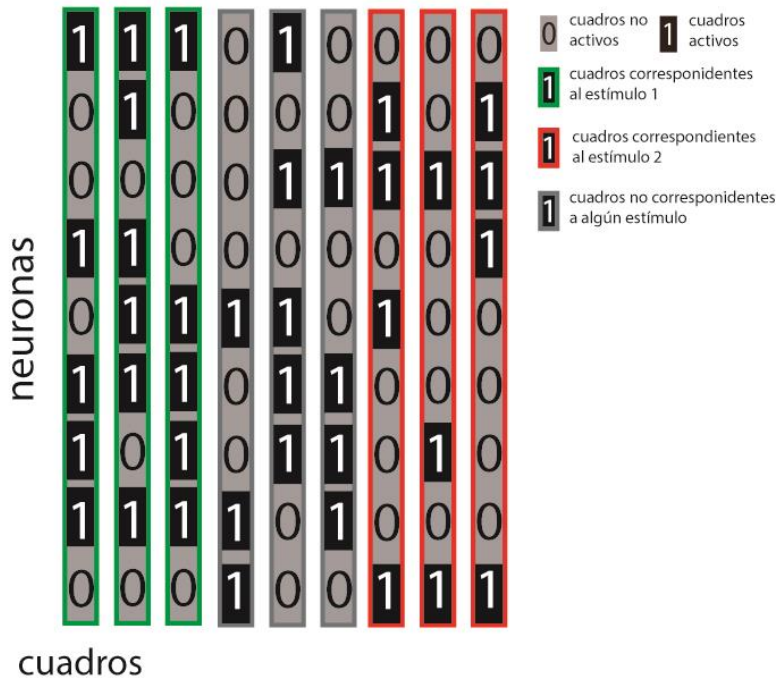 1 1 1 0 1 0 0 0 0
0 1 0 0 0 0 1 0 1
0 0 0 0 1 1 1 1 1
1 1 0 0 0 0 0 0 1
0 1 1 1 1 0 1 0 0
1 1 1 0 1 1 0 0 0
1 0 1 0 1 1 0 1 0
1 1 1 1 0 1 0 0 0
0 0 0 1 0 0 1 1 1
neuronas
cuadros
0 cuadros no
activos
1 cuadros
activos
1 cuadros correspondientes
al estímulo 1
1 cuadros correspondientes
al estímulo 2
1 cuadros no correspondientes
a algún estímulo